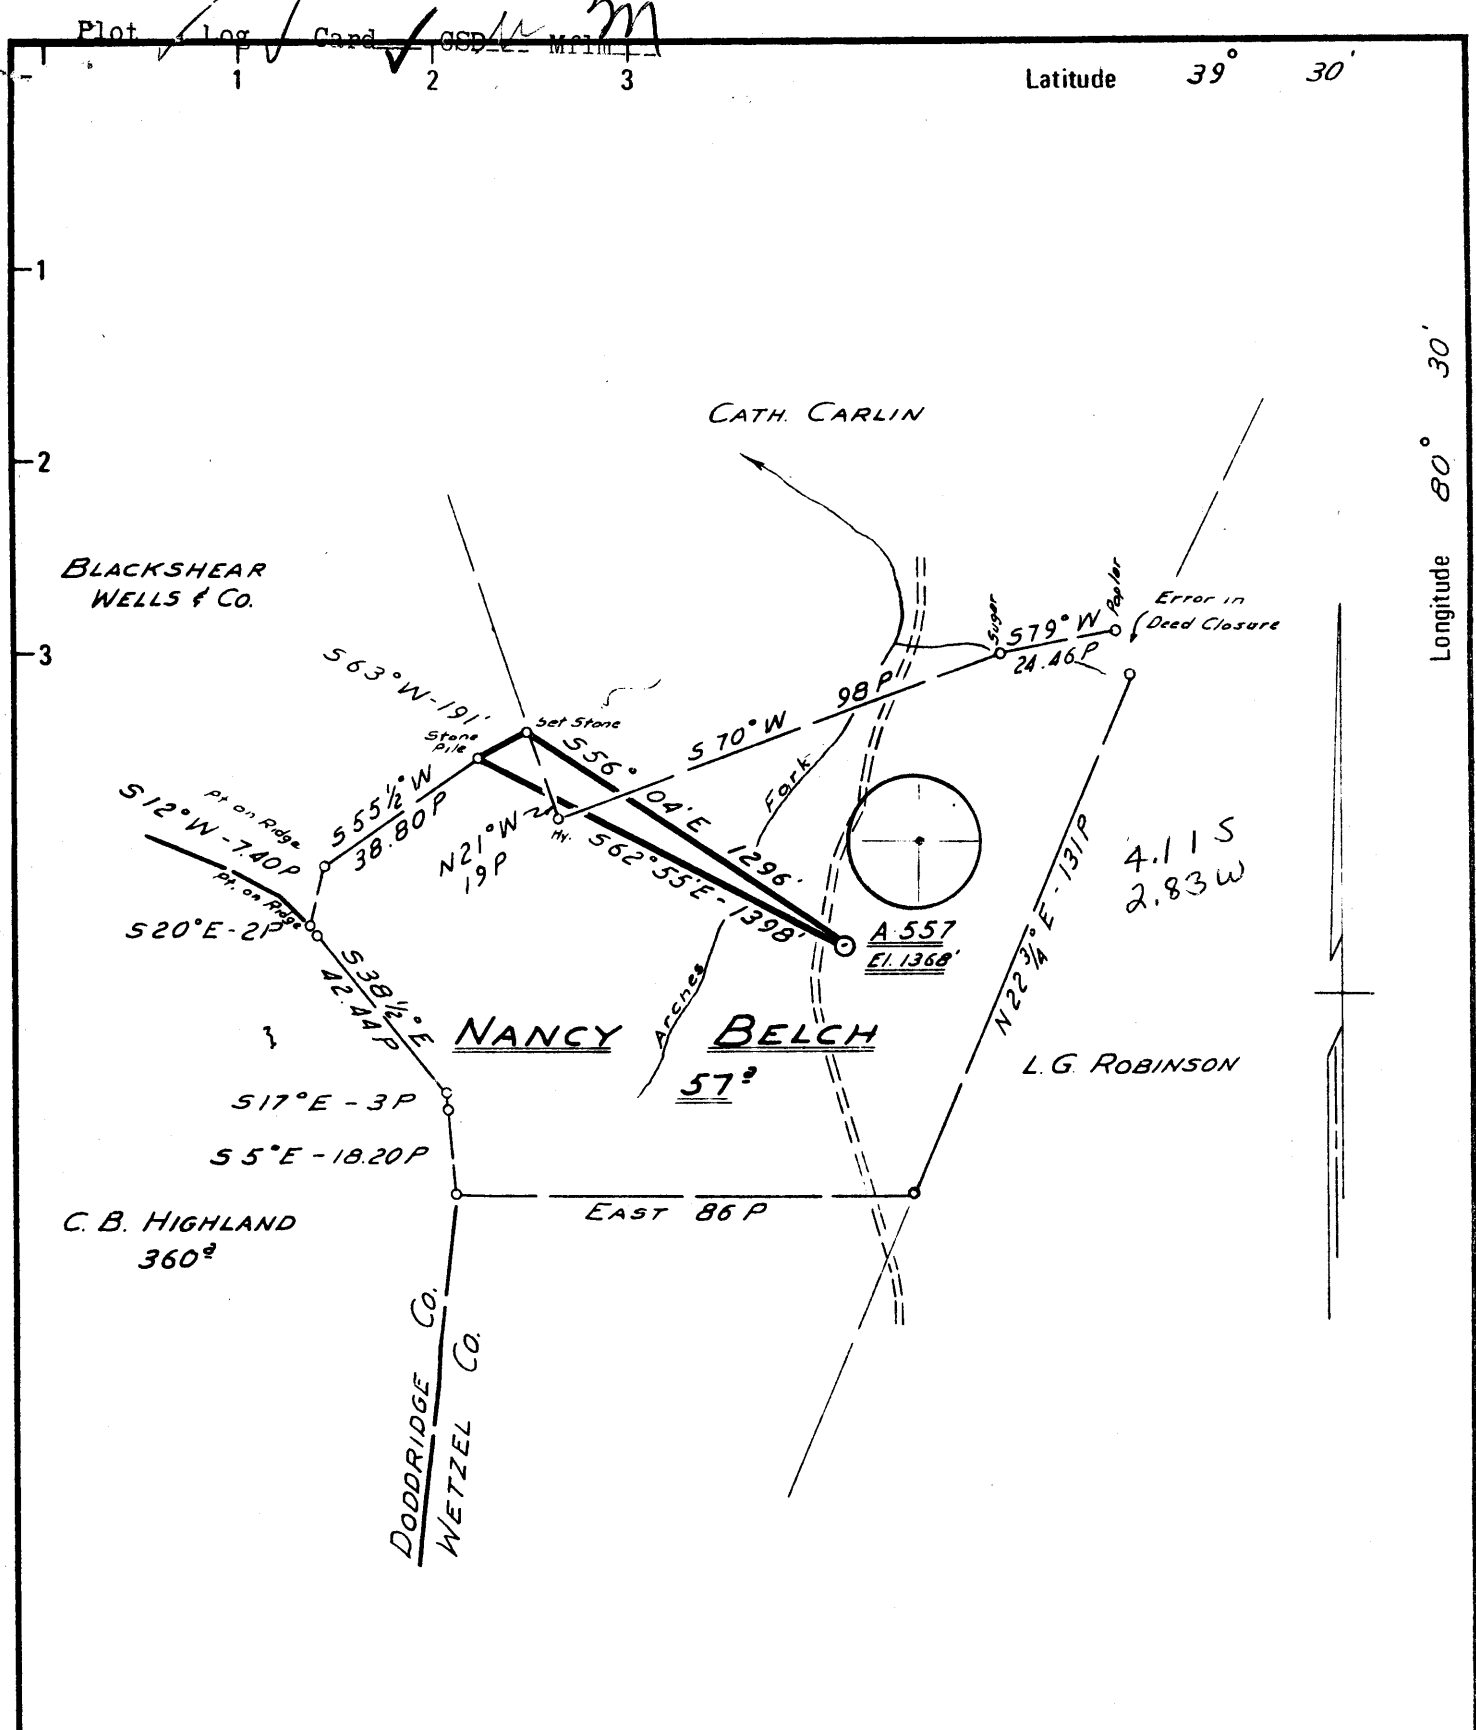 Plot Log Card GSD Mflm
1 2 3
Latitude 39° 30'
1
2
3
Longitude 80° 30'
CATH. CARLIN
BLACKSHEAR
WELLS & CO.
Sugar
Poplar
Error in
Deed Closure
S79°W
24.46P
S63°W-191'
Stone
Pile
Set Stone
S 70°W 98P
S56° 04'E 1296'
S62°55'E-1398'
Hy.
N21°W
19P
S55½°W
38.80P
Pt on Ridge
S12°W-7.40P
Pt. on Ridge
S20°E-2P
S38½°E
42.44P
Arches Fork
A-557
El. 1368'
4.11 S
2.83 W
N22¾°E-131P
NANCY BELCH
57ª
L. G. ROBINSON
S17°E-3P
S5°E-18.20P
EAST 86P
C. B. HIGHLAND
360ª
DODDRIDGE CO.
WETZEL CO.